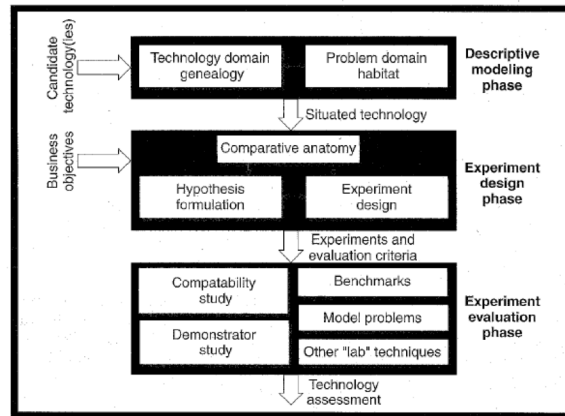 Candidate
technology(ies)
Technology domain
genealogy
Problem domain
habitat
Descriptive
modeling
phase
Situated technology
Business
objectives
Comparative anatomy
Hypothesis
formulation
Experiment
design
Experiment
design
phase
Experiments and
evaluation criteria
Compatability
study
Demonstrator
study
Benchmarks
Model problems
Other "lab" techniques
Experiment
evaluation
phase
Technology
assessment